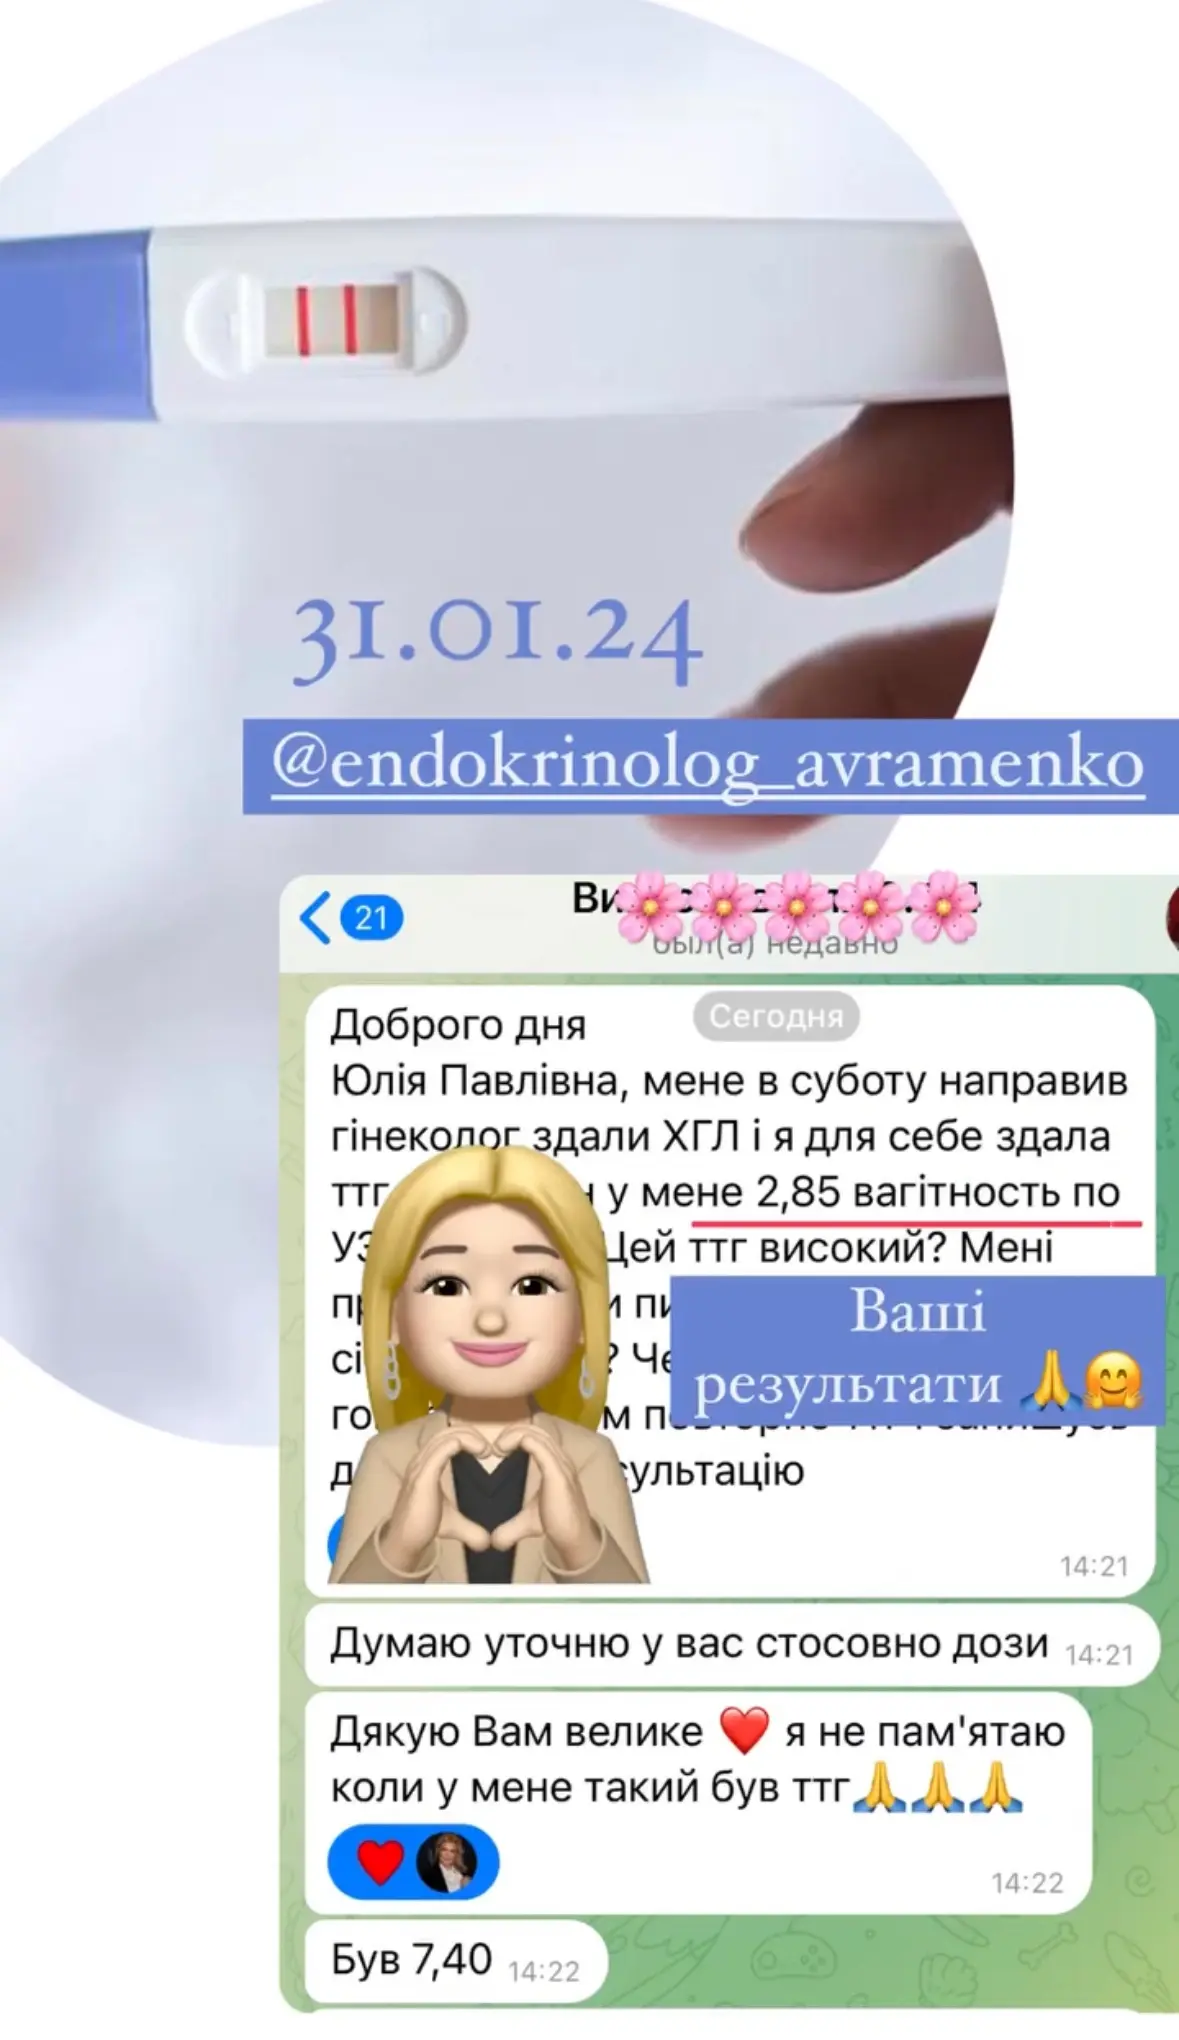 31.01.24
@endokrinolog_avramenko
21
был(а) недавно
Сегодня
Доброго дня
Юлія Павлівна, мене в суботу направив
гінеколог здали ХГЛ і я для себе здала
ттг у мене 2,85 вагітность по
Цей ттг високий? Мені
Ваші
результати 🙏🤗
14:21
Думаю уточню у вас стосовно дози 14:21
Дякую Вам велике ❤️ я не пам'ятаю
коли у мене такий був ттг🙏🙏🙏
14:22
Був 7,40 14:22